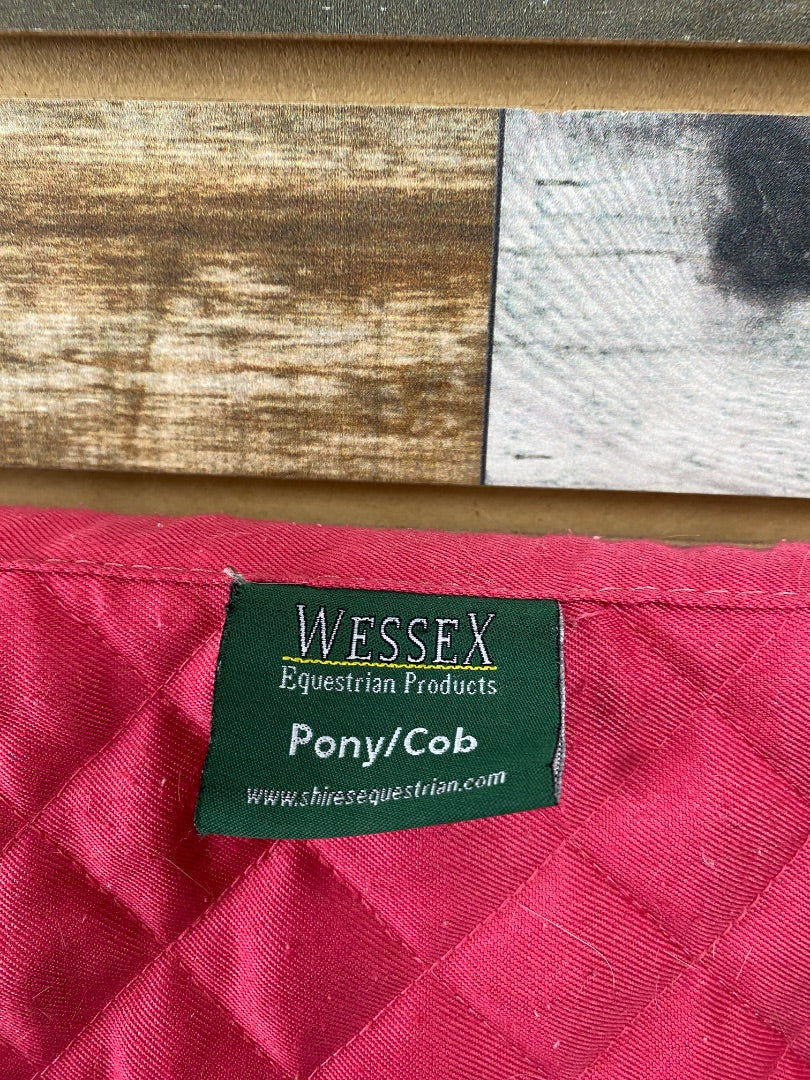 WESSEX
Equestrian Products
Pony/Cob
www.shiresequestrian.com